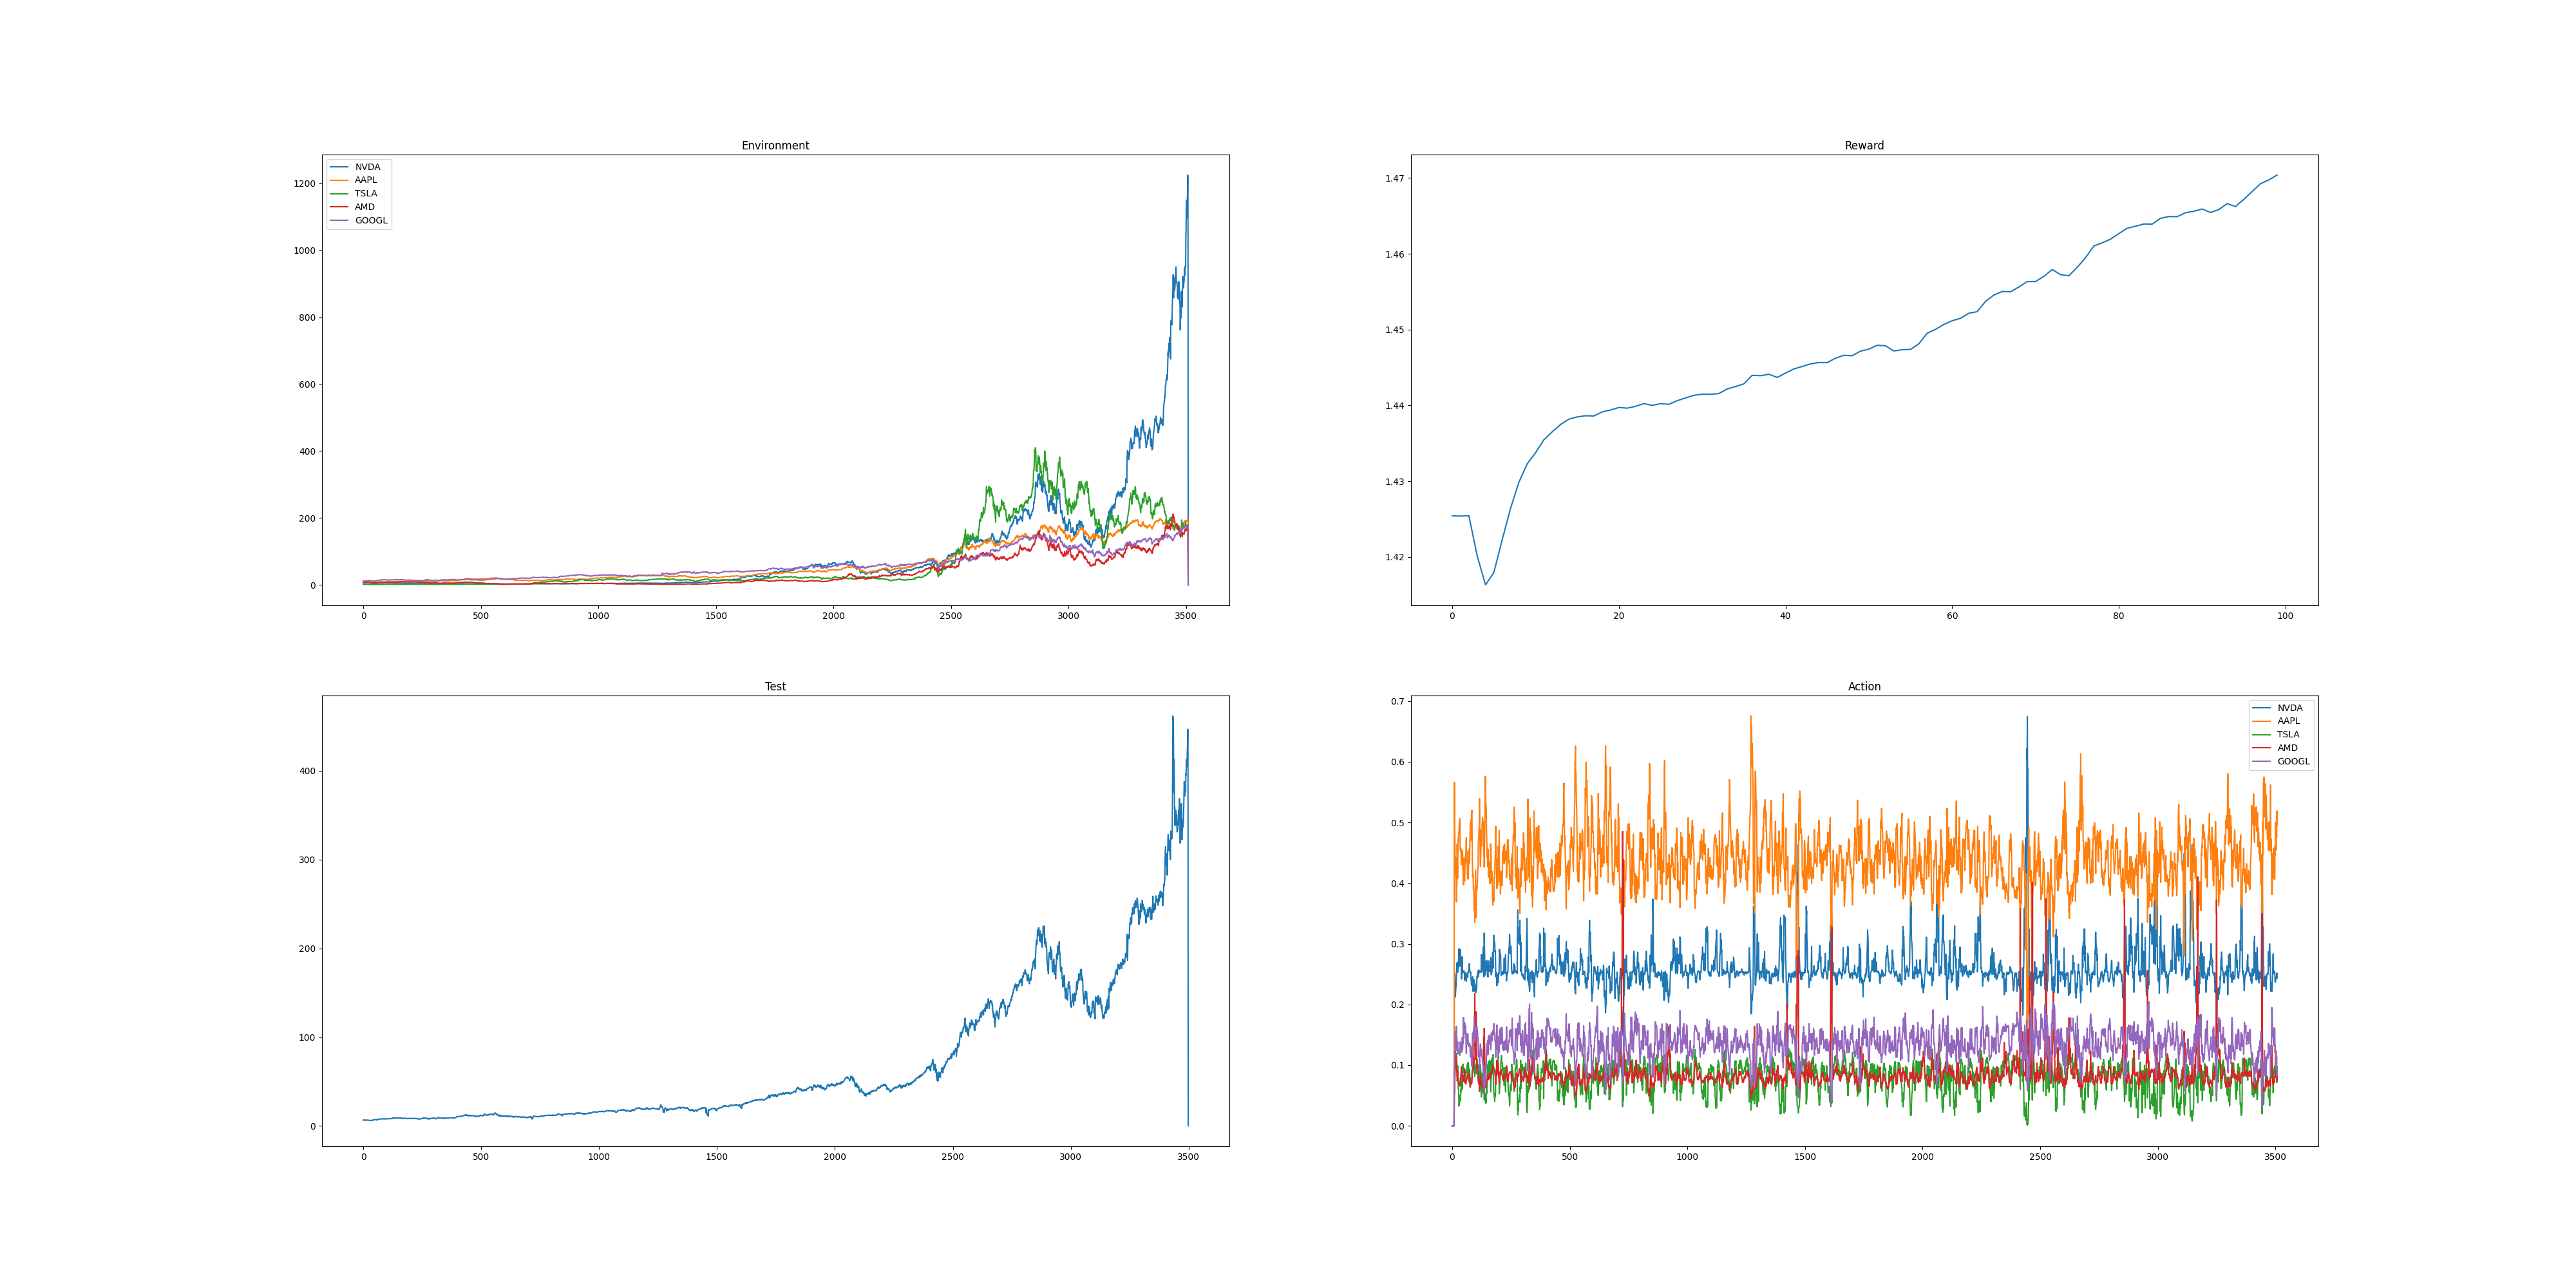 Environment
NVDA
AAPL
TSLA
AMD
GOOGL
1200
1000
800
600
400
200
0
0 500 1000 1500 2000 2500 3000 3500
Reward
1.47
1.46
1.45
1.44
1.43
1.42
0 20 40 60 80 100
Test
400
300
200
100
0
0 500 1000 1500 2000 2500 3000 3500
Action
NVDA
AAPL
TSLA
AMD
GOOGL
0.7
0.6
0.5
0.4
0.3
0.2
0.1
0.0
0 500 1000 1500 2000 2500 3000 3500